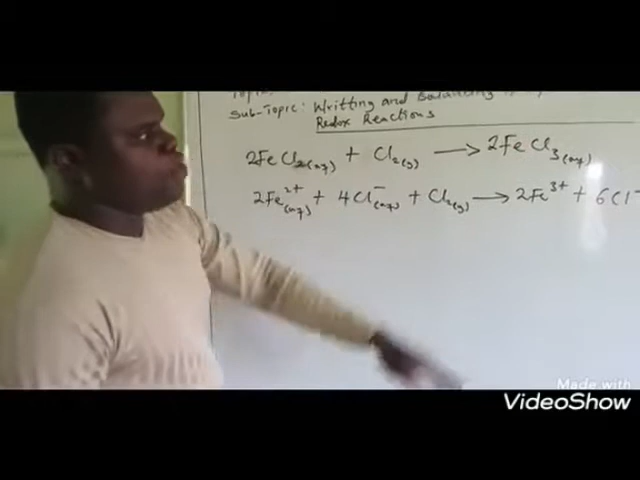 Topic:
Sub-Topic: Writting and Balancing
Redox Reactions
2FeCl₂(aq) + Cl₂(g) → 2FeCl₃(aq)
2Fe²⁺(aq) + 4Cl⁻(aq) + Cl₂(g) → 2Fe³⁺ + 6Cl⁻
Made with
VideoShow